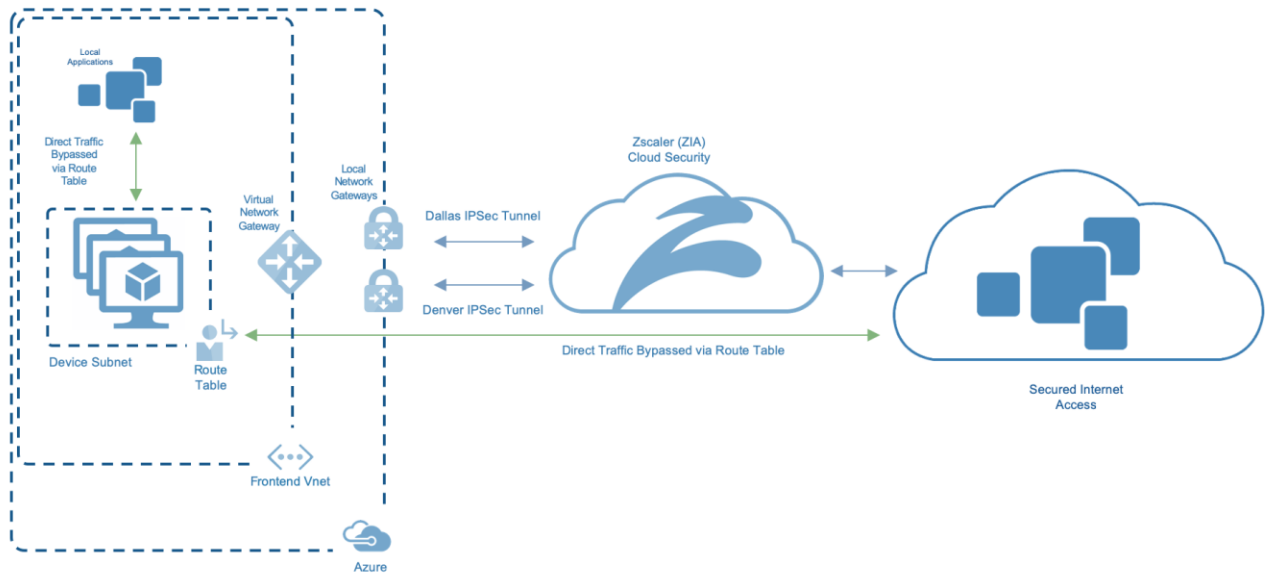 Local
Applications
Direct Traffic
Bypassed
via Route
Table
Device Subnet
Route
Table
Virtual
Network
Gateway
Local
Network
Gateways
Dallas IPSec Tunnel
Denver IPSec Tunnel
Zscaler (ZIA)
Cloud Security
Direct Traffic Bypassed via Route Table
Secured Internet
Access
Frontend Vnet
Azure